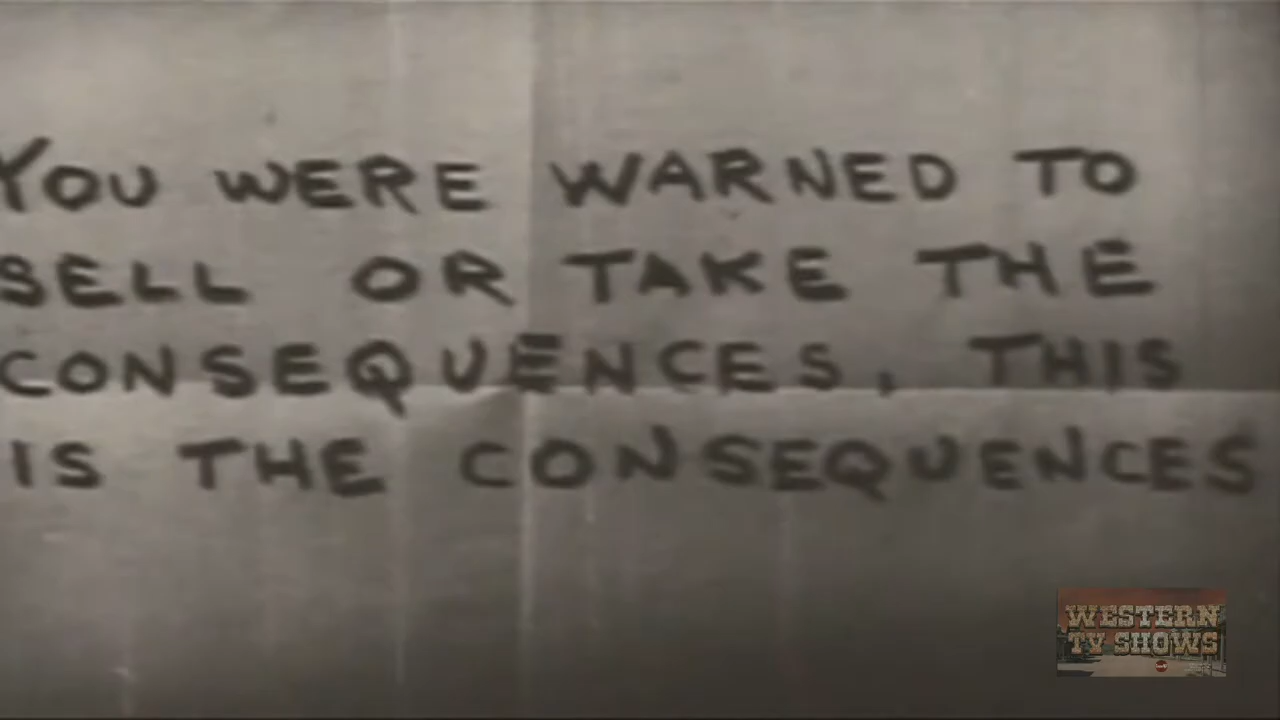 YOU WERE WARNED TO
SELL OR TAKE THE
CONSEQUENCES, THIS
IS THE CONSEQUENCES
WESTERN
TV SHOWS